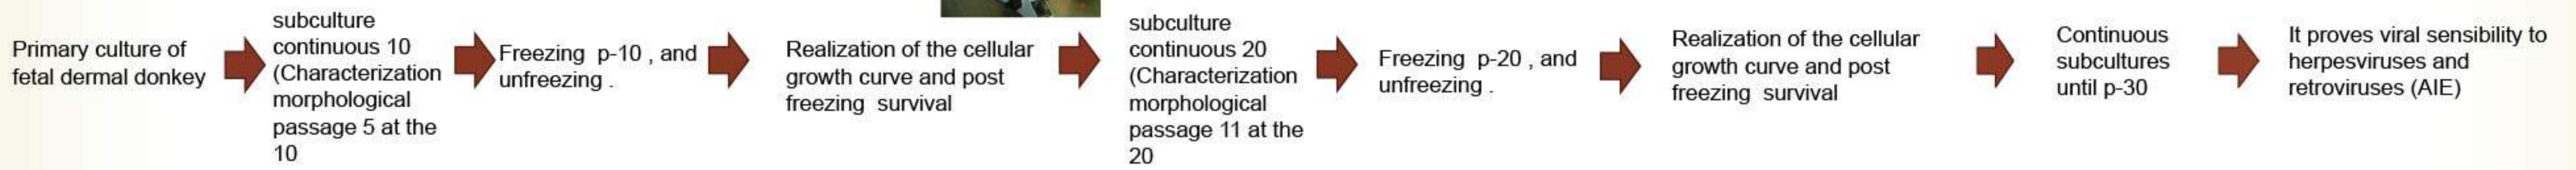 Primary culture of
fetal dermal donkey
subculture
continuous 10
(Characterization
morphological
passage 5 at the
10
Freezing p-10 , and
unfreezing .
Realization of the cellular
growth curve and post
freezing survival
subculture
continuous 20
(Characterization
morphological
passage 11 at the
20
Freezing p-20 , and
unfreezing .
Realization of the cellular
growth curve and post
freezing survival
Continuous
subcultures
until p-30
It proves viral sensibility to
herpesviruses and
retroviruses (AIE)